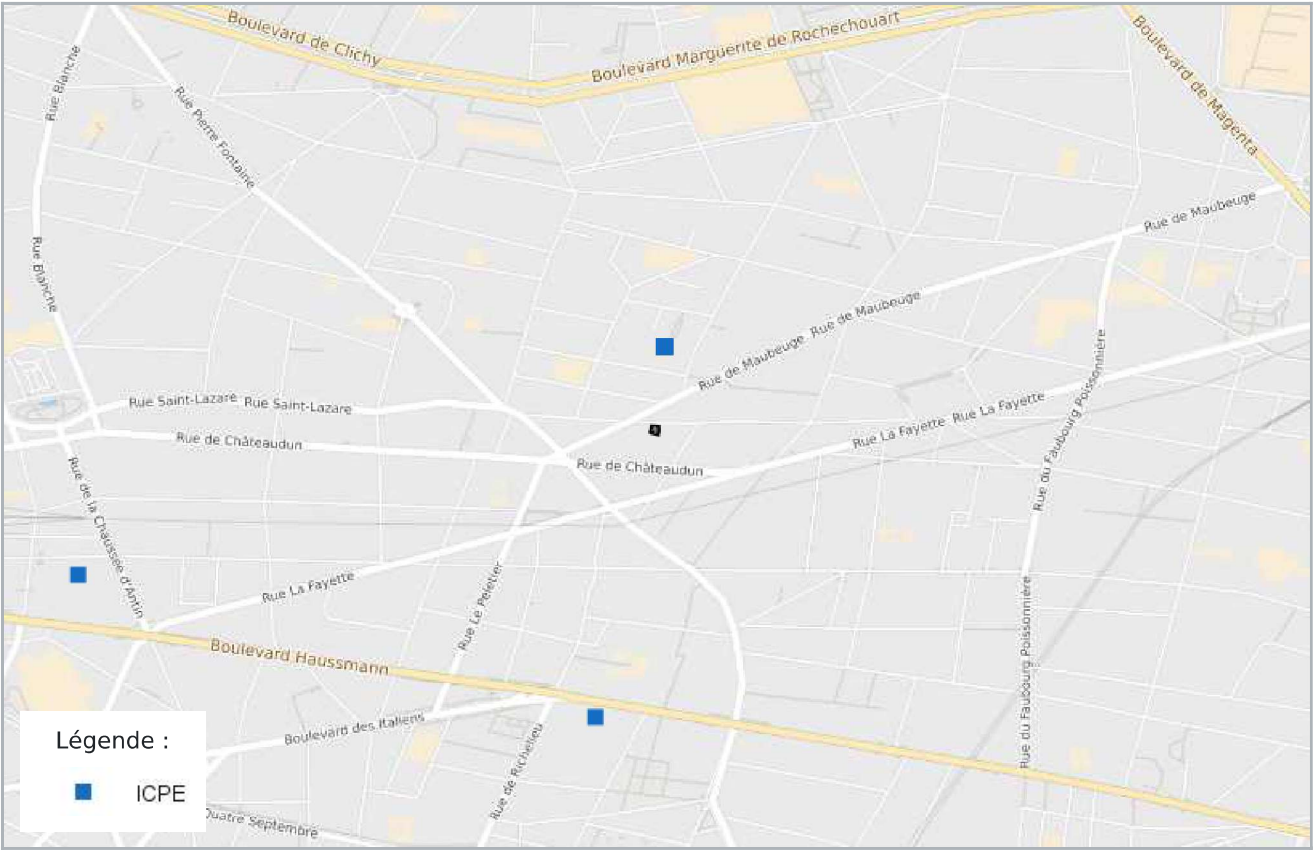 Boulevard de Clichy
Boulevard Marguerite de Rochechouart
Boulevard de Magenta
Rue Blanche
Rue Pierre Fontaine
Rue de Maubeuge
Rue Blanche
Rue de Maubeuge
Rue de Maubeuge
Rue du Faubourg Poissonnière
Rue Saint-Lazare
Rue Saint-Lazare
Rue La Fayette
Rue La Fayette
Rue de Châteaudun
Rue de Châteaudun
Rue de la Chaussée d'Antin
Rue La Fayette
Rue Le Peletier
Rue du Faubourg Poissonnière
Boulevard Haussmann
Boulevard des Italiens
Rue de Richelieu
Quatre Septembre
Légende :
ICPE